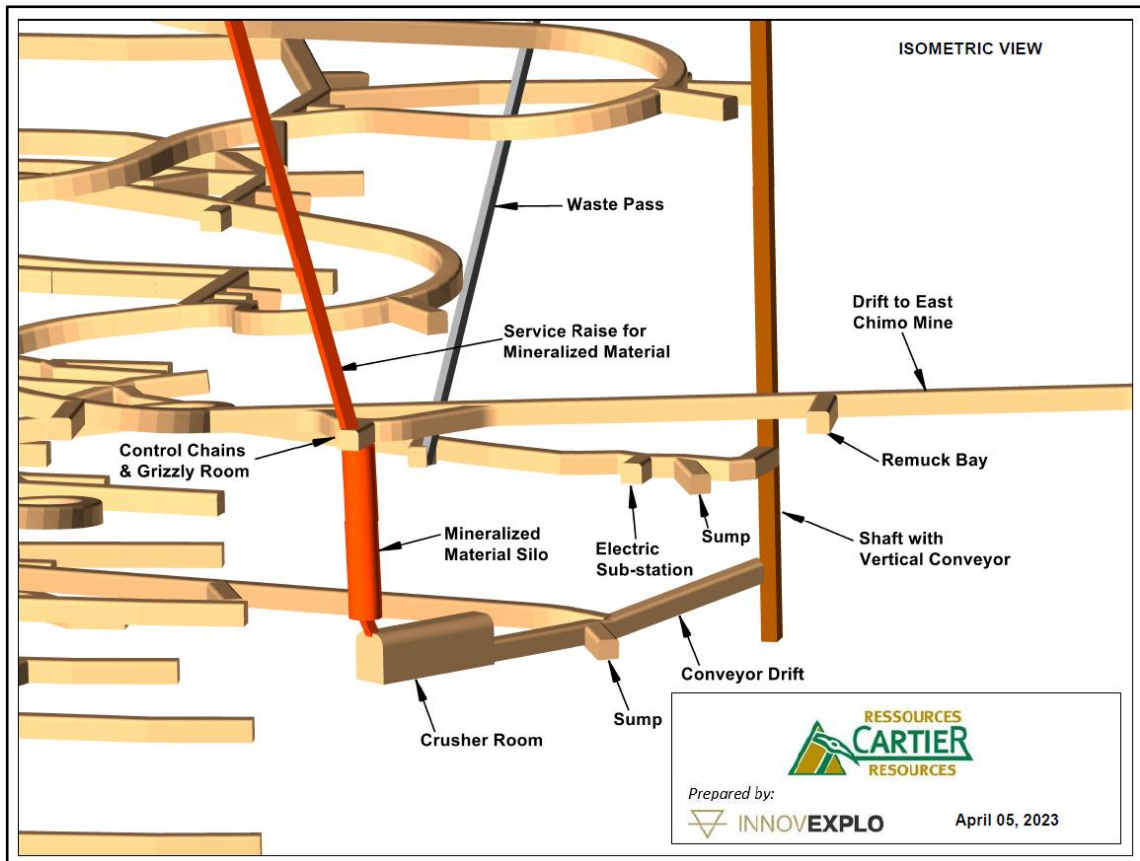 ISOMETRIC VIEW
Waste Pass
Drift to East
Chimo Mine
Service Raise for
Mineralized Material
Control Chains
& Grizzly Room
Remuck Bay
Mineralized
Material Silo
Electric
Sub-station
Sump
Shaft with
Vertical Conveyor
Conveyor Drift
Sump
Crusher Room
RESSOURCES
CARTIER
RESOURCES
Prepared by:
INNOVEXPLO
April 05, 2023